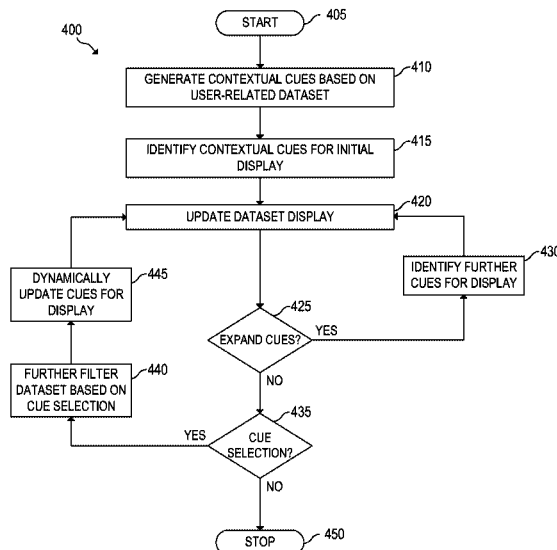 400
START
405
GENERATE CONTEXTUAL CUES BASED ON
USER-RELATED DATASET
410
IDENTIFY CONTEXTUAL CUES FOR INITIAL
DISPLAY
415
UPDATE DATASET DISPLAY
420
DYNAMICALLY
UPDATE CUES FOR
DISPLAY
445
IDENTIFY FURTHER
CUES FOR DISPLAY
430
EXPAND CUES?
425
YES
NO
FURTHER FILTER
DATASET BASED ON
CUE SELECTION
440
CUE
SELECTION?
435
YES
NO
STOP
450